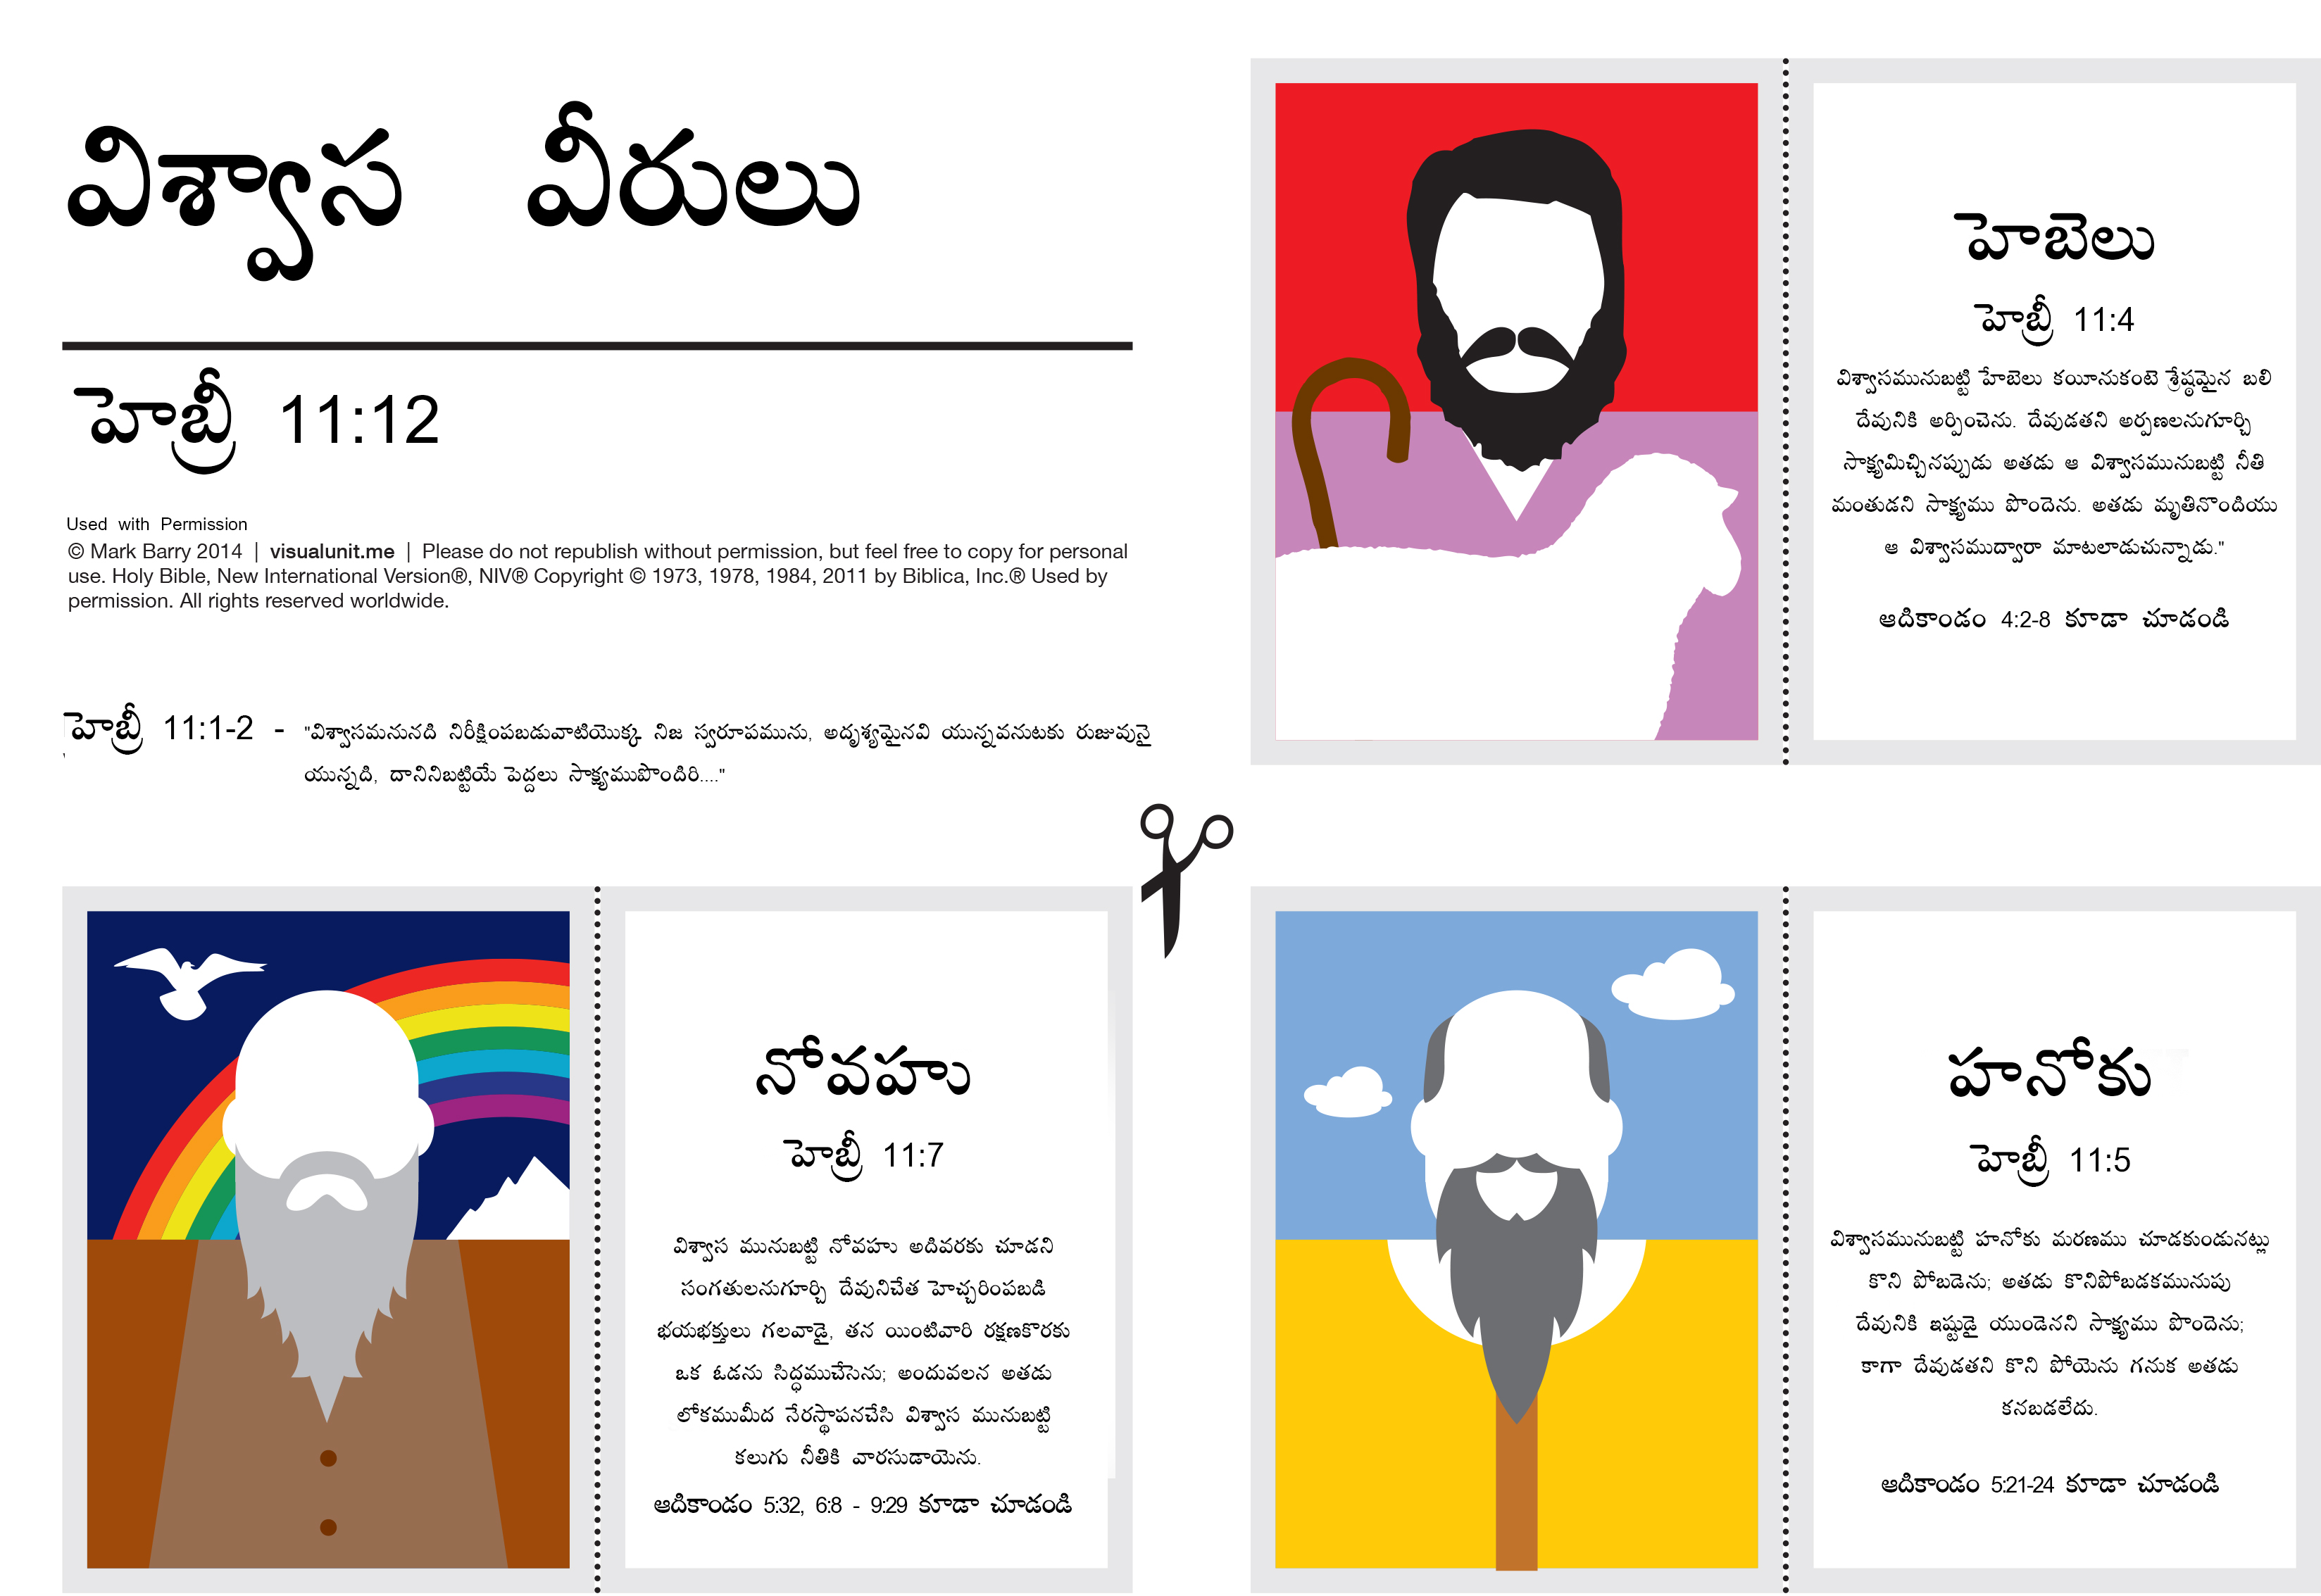 విశ్వాస వీరులు
హెబ్రీ 11:12
Used with Permission
© Mark Barry 2014 | visualunit.me | Please do not republish without permission, but feel free to copy for personal
use. Holy Bible, New International Version®, NIV® Copyright © 1973, 1978, 1984, 2011 by Biblica, Inc.® Used by
permission. All rights reserved worldwide.
హెబ్రీ 11:1-2 - "విశ్వాసమనునది నిరీక్షింపబడువాటియొక్క నిజ స్వరూపమును, అదృశ్యమైనవి యున్నవనుటకు రుజువునై
యున్నది, దానినిబట్టియే పెద్దలు సాక్ష్యముపొందిరి...."
హెబెలు
హెబ్రీ 11:4
విశ్వాసమునుబట్టి హేబెలు కయీనుకంటె శ్రేష్ఠమైన బలి
దేవునికి అర్పించెను. దేవుడతని అర్పణలనుగూర్చి
సాక్ష్యమిచ్చినప్పుడు అతడు ఆ విశ్వాసమునుబట్టి నీతి
మంతుడని సాక్ష్యము పొందెను. అతడు మృతినొందియు
ఆ విశ్వాసముద్వారా మాటలాడుచున్నాడు."
ఆదికాండం 4:2-8 కూడా చూడండి
నోవహు
హెబ్రీ 11:7
విశ్వాస మునుబట్టి నోవహు అదివరకు చూడని
సంగతులనుగూర్చి దేవునిచేత హెచ్చరింపబడి
భయభక్తులు గలవాడై, తన యింటివారి రక్షణకొరకు
ఒక ఓడను సిద్ధముచేసెను; అందువలన అతడు
లోకముమీద నేరస్థాపనచేసి విశ్వాస మునుబట్టి
కలుగు నీతికి వారసుడాయెను.
ఆదికాండం 5:32, 6:8 - 9:29 కూడా చూడండి
హనోకు
హెబ్రీ 11:5
విశ్వాసమునుబట్టి హనోకు మరణము చూడకుండునట్లు
కొని పోబడెను; అతడు కొనిపోబడకమునుపు
దేవునికి ఇష్టుడై యుండెనని సాక్ష్యము పొందెను;
కాగా దేవుడతని కొని పోయెను గనుక అతడు
కనబడలేదు.
ఆదికాండం 5:21-24 కూడా చూడండి